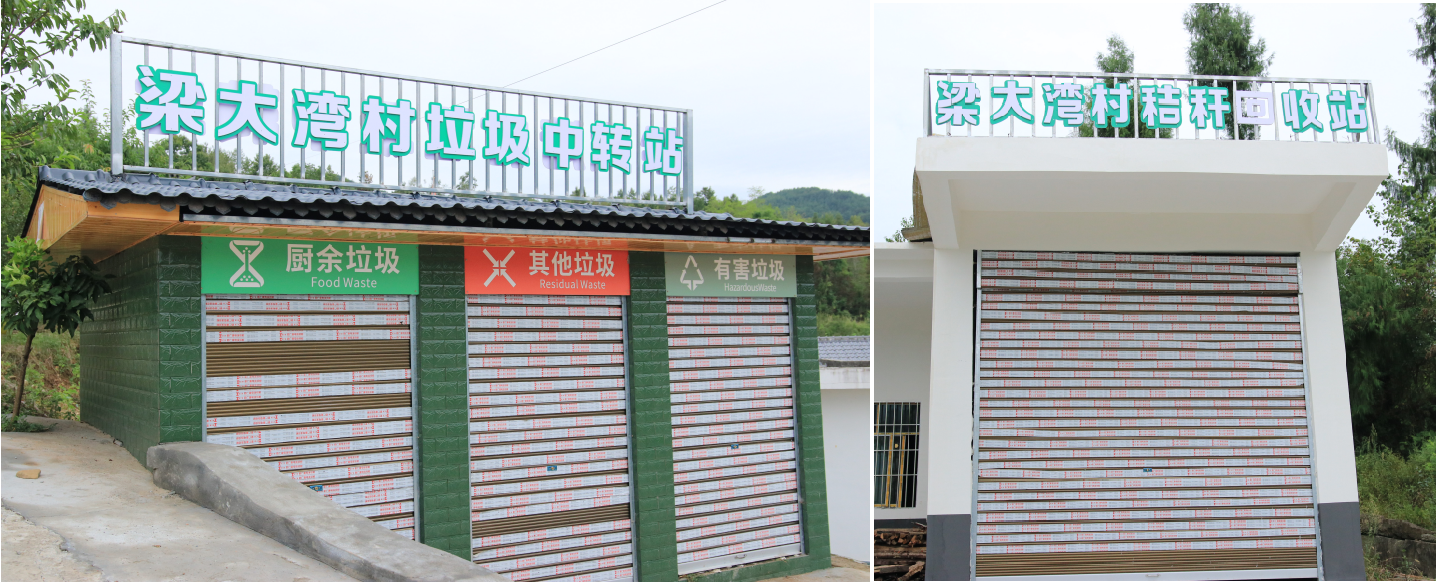 梁大湾村垃圾中转站
厨余垃圾
Food Waste
其他垃圾
Residual Waste
有害垃圾
HazardousWaste
梁大湾村秸秆回收站